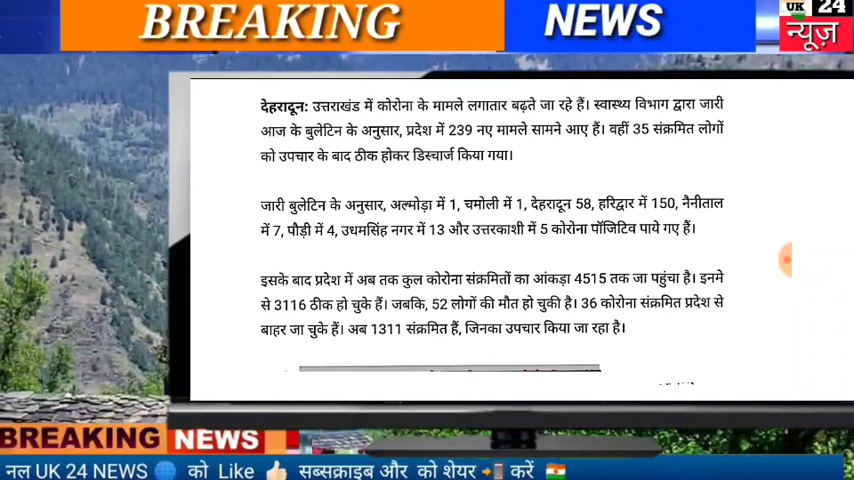 BREAKING NEWS
UK 24
न्यूज़
देहरादून: उत्तराखंड में कोरोना के मामले लगातार बढ़ते जा रहे हैं। स्वास्थ्य विभाग द्वारा जारी
आज के बुलेटिन के अनुसार, प्रदेश में 239 नए मामले सामने आए हैं। वहीं 35 संक्रमित लोगों
को उपचार के बाद ठीक होकर डिस्चार्ज किया गया।
जारी बुलेटिन के अनुसार, अल्मोड़ा में 1, चमोली में 1, देहरादून 58, हरिद्वार में 150, नैनीताल
में 7, पौड़ी में 4, उधमसिंह नगर में 13 और उत्तरकाशी में 5 कोरोना पॉजिटिव पाये गए हैं।
इसके बाद प्रदेश में अब तक कुल कोरोना संक्रमितों का आंकड़ा 4515 तक जा पहुंचा है। इनमे
से 3116 ठीक हो चुके हैं। जबकि, 52 लोगों की मौत हो चुकी है। 36 कोरोना संक्रमित प्रदेश से
बाहर जा चुके हैं। अब 1311 संक्रमित हैं, जिनका उपचार किया जा रहा है।
BREAKING NEWS
नल UK 24 NEWS 🌐 को Like 👍🏻 सब्सक्राइब और को शेयर 📲 करें 🇮🇳